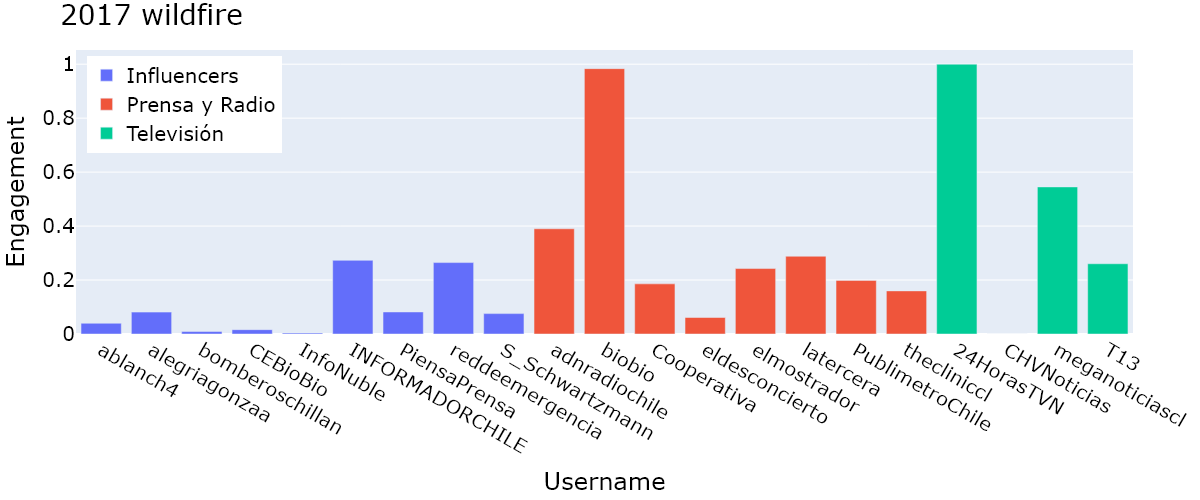 2017 wildfire
Influencers
Prensa y Radio
Televisión
Engagement
1
0.8
0.6
0.4
0.2
0
ablanch4
alegriagonzaa
bomberoschillan
CEBioBio
InfoNuble
INFORMADORCHILE
PiensaPrensa
reddeemergencia
S_Schwartzmann
adnradiochile
biobio
Cooperativa
eldesconcierto
elmostrador
latercera
PublimetroChile
thecliniccl
24HorasTVN
CHVNoticias
meganoticiascl
T13
Username